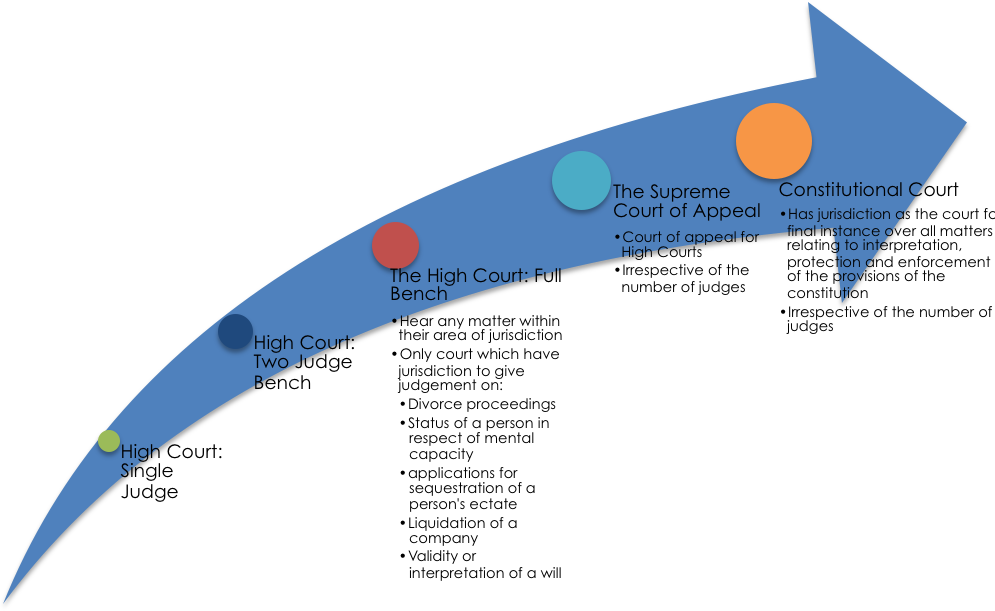 High Court:
Single
Judge
High Court:
Two Judge
Bench
The High Court: Full
Bench
•Hear any matter within
their area of jurisdiction
•Only court which have
jurisdiction to give
judgement on:
•Divorce proceedings
•Status of a person in
respect of mental
capacity
•applications for
sequestration of a
person's ectate
•Liquidation of a
company
•Validity or
interpretation of a will
The Supreme
Court of Appeal
•Court of appeal for
High Courts
•Irrespective of the
number of judges
Constitutional Court
•Has jurisdiction as the court fo
final instance over all matters
relating to interpretation,
protection and enforcement
of the provisions of the
constitution
•Irrespective of the number of
judges